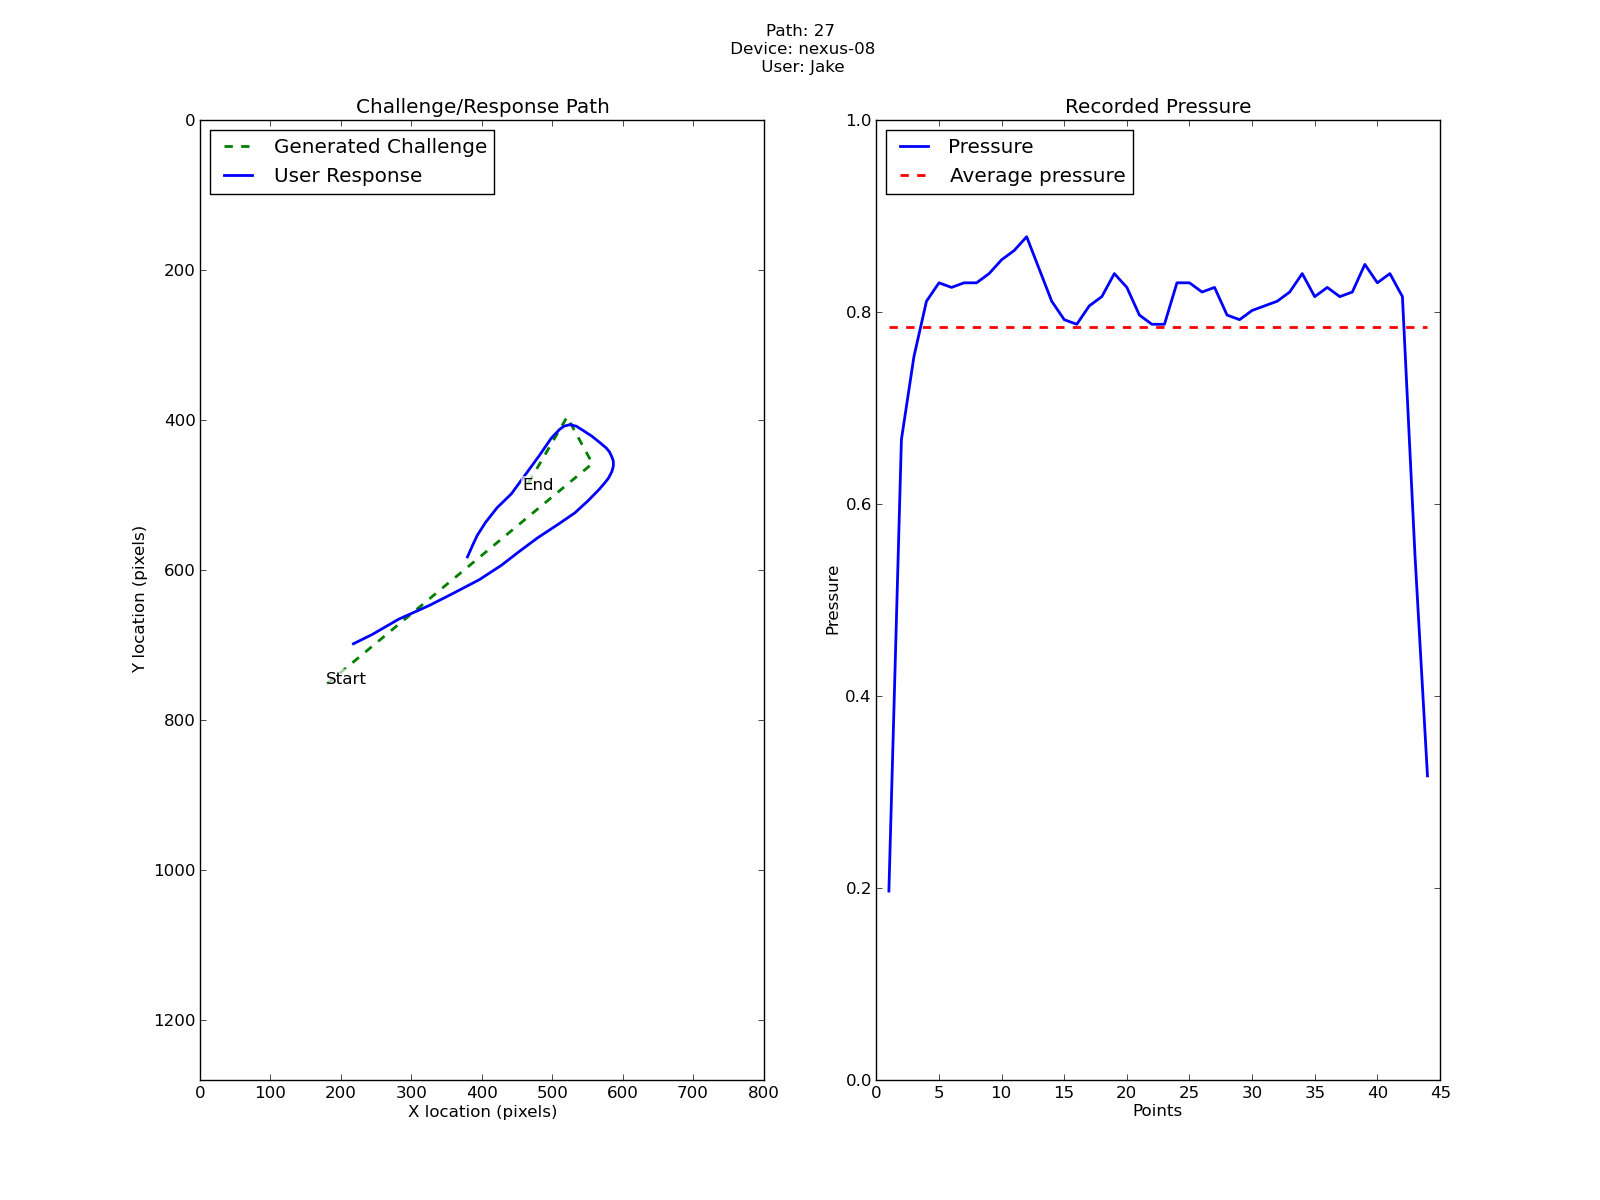 Path: 27
Device: nexus-08
User: Jake
Challenge/Response Path
Generated Challenge
User Response
0
200
400
600
800
1000
1200
Y location (pixels)
End
Start
0 100 200 300 400 500 600 700 800
X location (pixels)
Recorded Pressure
Pressure
Average pressure
1.0
0.8
0.6
0.4
0.2
0.0
Pressure
0 5 10 15 20 25 30 35 40 45
Points